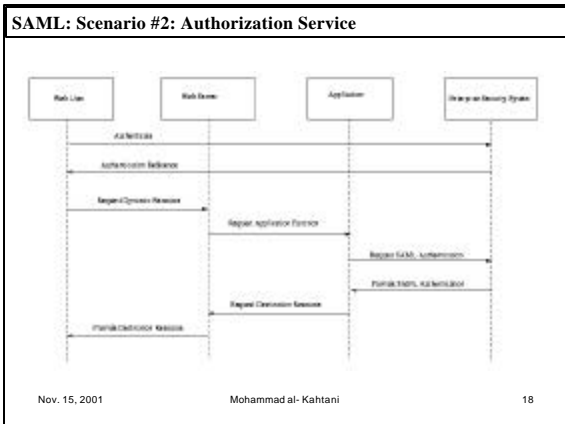 SAML: Scenario #2: Authorization Service
Web User
Web Server
Application
Enterprise Security System
Authenticate
Authentication Reference
Request Dynamic Resource
Request Application Function
Request SAML Authorization
Provide SAML Authorization
Request Destination Resource
Provide Destination Resource
Nov. 15, 2001
Mohammad al- Kahtani
18